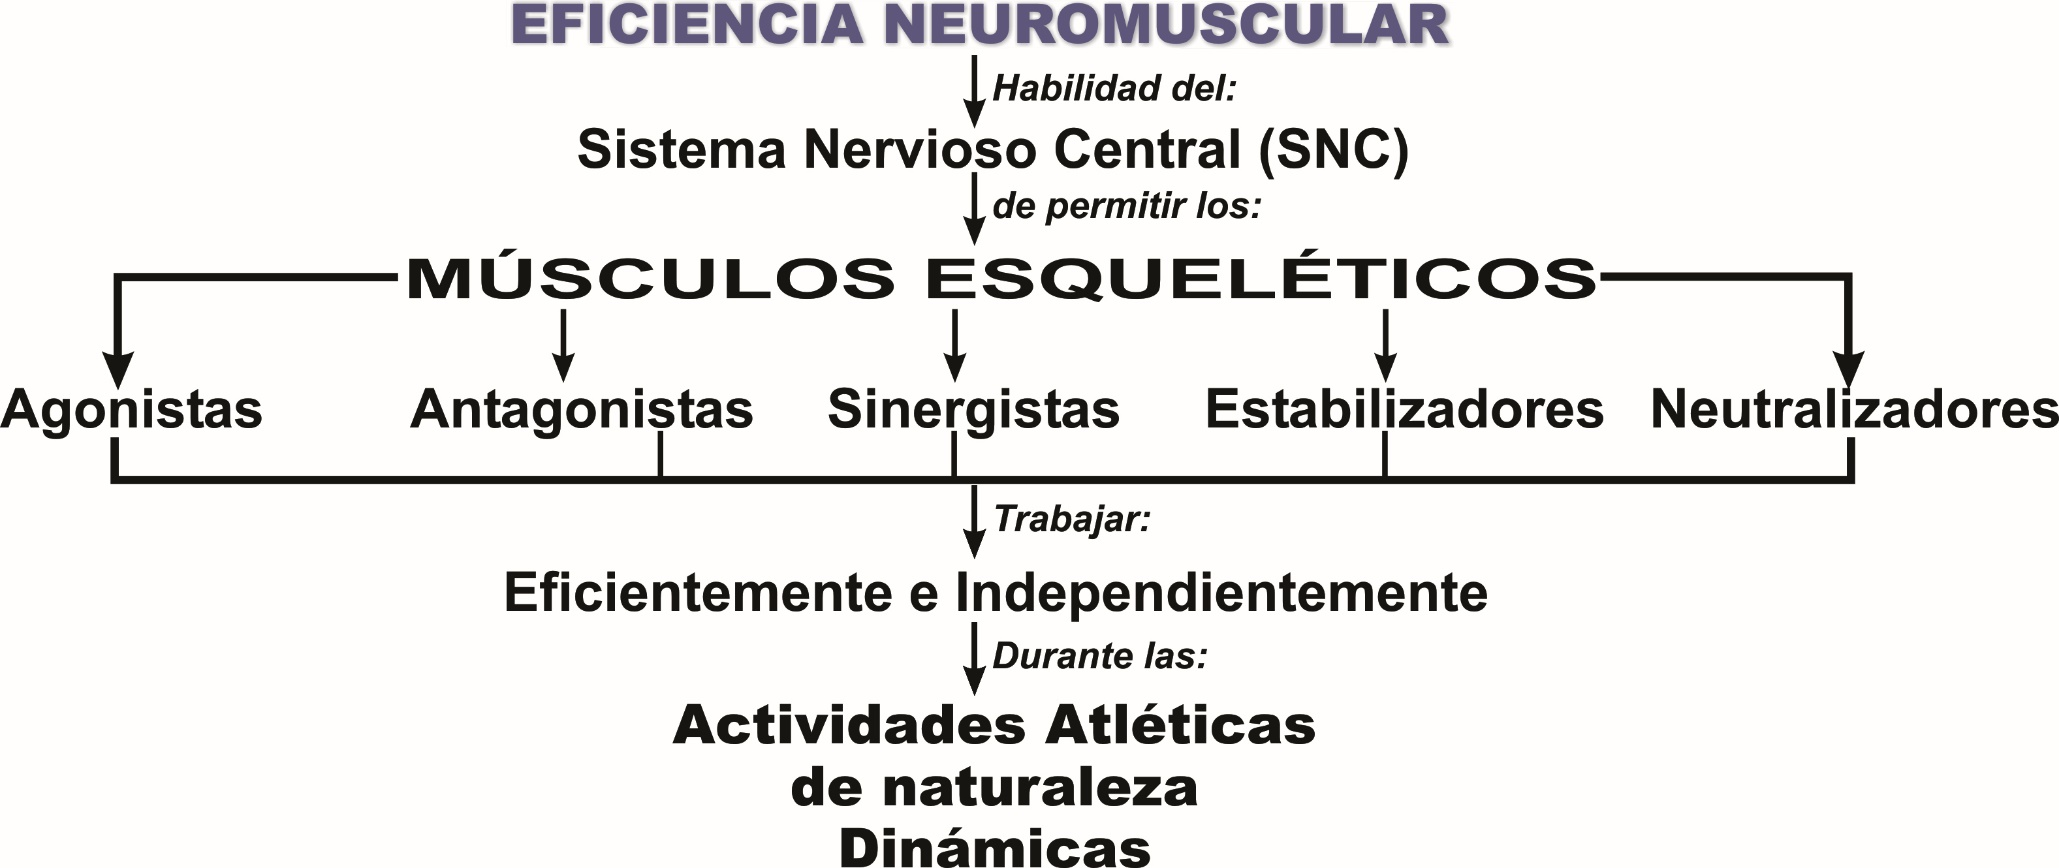 EFICIENCIA NEUROMUSCULAR
Habilidad del:
Sistema Nervioso Central (SNC)
de permitir los:
MÚSCULOS ESQUELÉTICOS
Agonistas Antagonistas Sinergistas Estabilizadores Neutralizadores
Trabajar:
Eficientemente e Independientemente
Durante las:
Actividades Atléticas
de naturaleza
Dinámicas